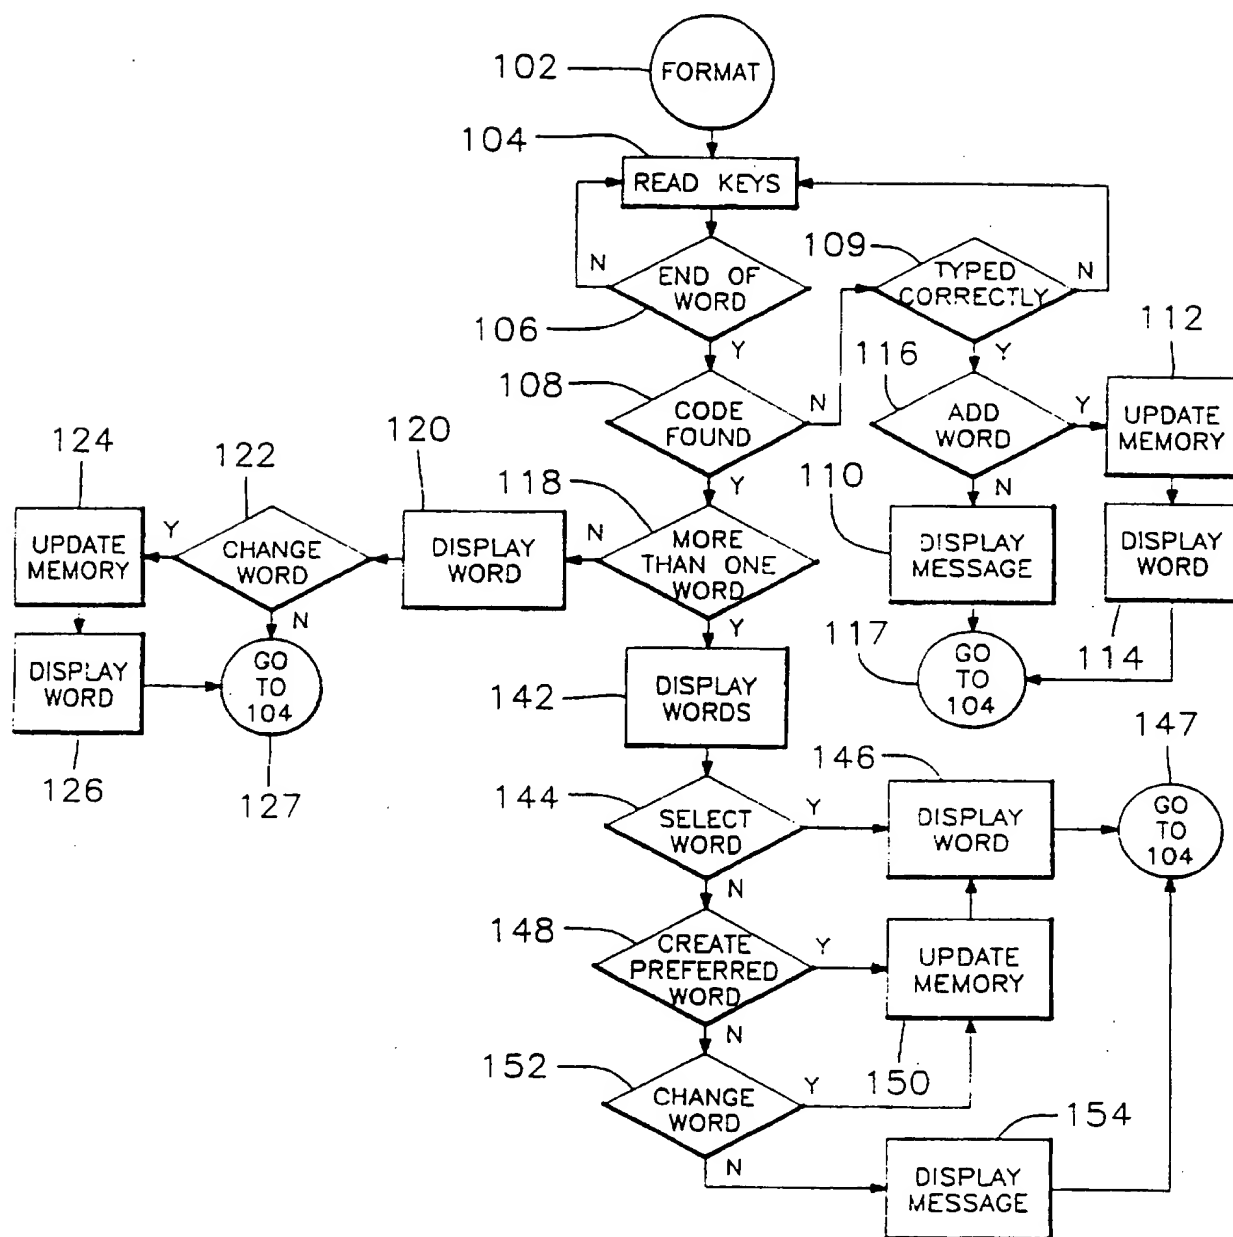 102
FORMAT
104
READ KEYS
N
END OF
WORD
106
Y
109
TYPED
CORRECTLY
N
Y
108
CODE
FOUND
N
Y
116
ADD
WORD
Y
N
112
UPDATE
MEMORY
110
DISPLAY
MESSAGE
DISPLAY
WORD
114
117
GO
TO
104
118
MORE
THAN ONE
WORD
N
Y
120
DISPLAY
WORD
122
CHANGE
WORD
Y
N
124
UPDATE
MEMORY
DISPLAY
WORD
126
GO
TO
104
127
142
DISPLAY
WORDS
144
SELECT
WORD
Y
N
146
DISPLAY
WORD
147
GO
TO
104
148
CREATE
PREFERRED
WORD
Y
N
UPDATE
MEMORY
150
152
CHANGE
WORD
Y
N
154
DISPLAY
MESSAGE